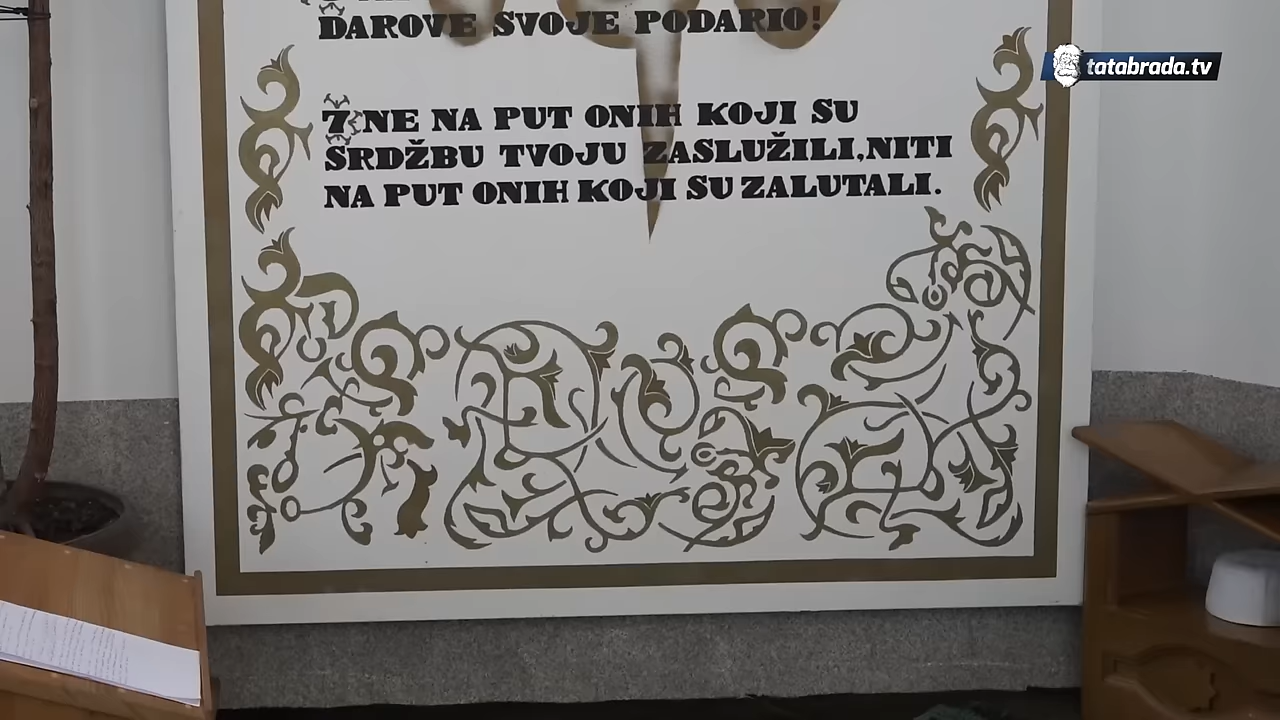 DAROVE SVOJE PODARIO!
tatabrada.tv
7 NE NA PUT ONIH KOJI SU
SRDŽBU TVOJU ZASLUŽILI,NITI
NA PUT ONIH KOJI SU ZALUTALI.